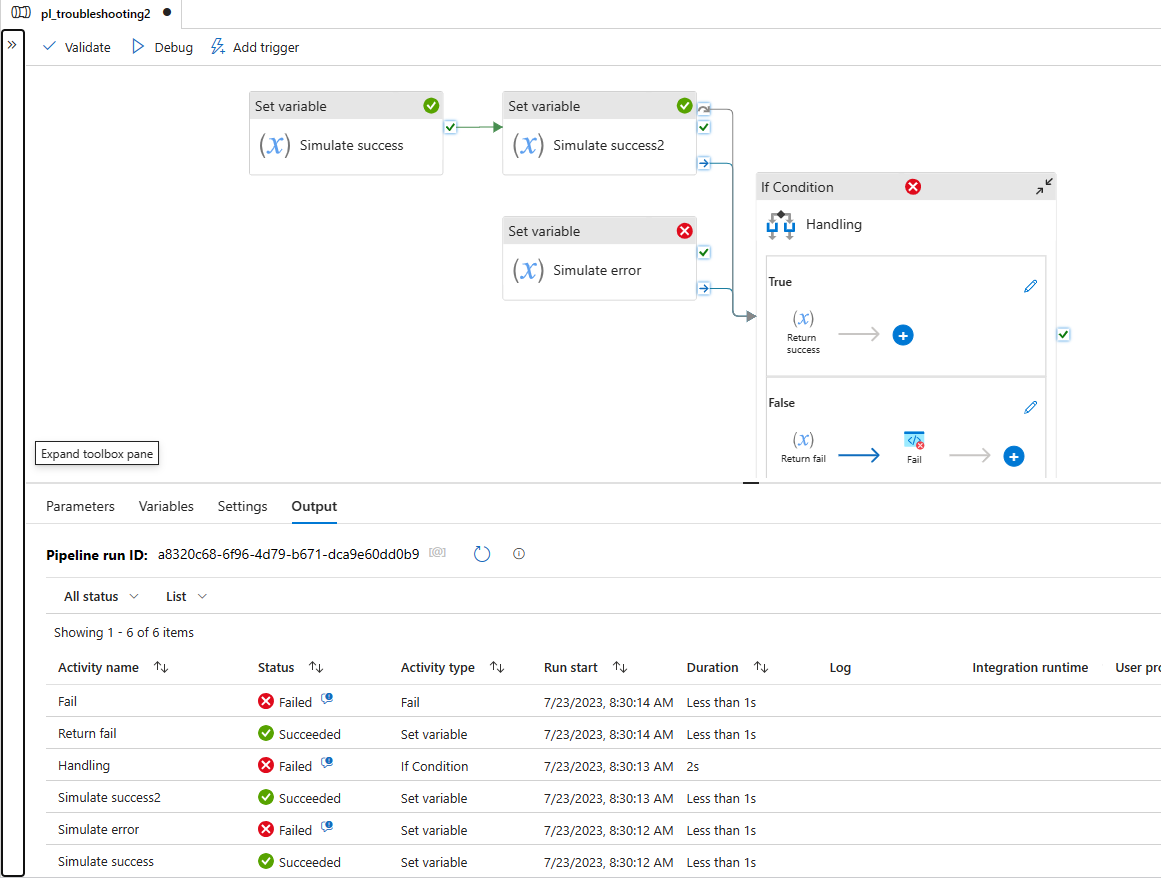 pl_troubleshooting2
Validate Debug Add trigger
Set variable
Simulate success
Set variable
Simulate success2
Set variable
Simulate error
If Condition
Handling
True
Return
success
False
Return fail
Fail
Expand toolbox pane
Parameters Variables Settings Output
Pipeline run ID: a8320c68-6f96-4d79-b671-dca9e60dd0b9 [@]
All status List
Showing 1 - 6 of 6 items
Activity name Status Activity type Run start Duration Log Integration runtime User pro
Fail Failed Fail 7/23/2023, 8:30:14 AM Less than 1s
Return fail Succeeded Set variable 7/23/2023, 8:30:14 AM Less than 1s
Handling Failed If Condition 7/23/2023, 8:30:13 AM 2s
Simulate success2 Succeeded Set variable 7/23/2023, 8:30:13 AM Less than 1s
Simulate error Failed Set variable 7/23/2023, 8:30:12 AM Less than 1s
Simulate success Succeeded Set variable 7/23/2023, 8:30:12 AM Less than 1s